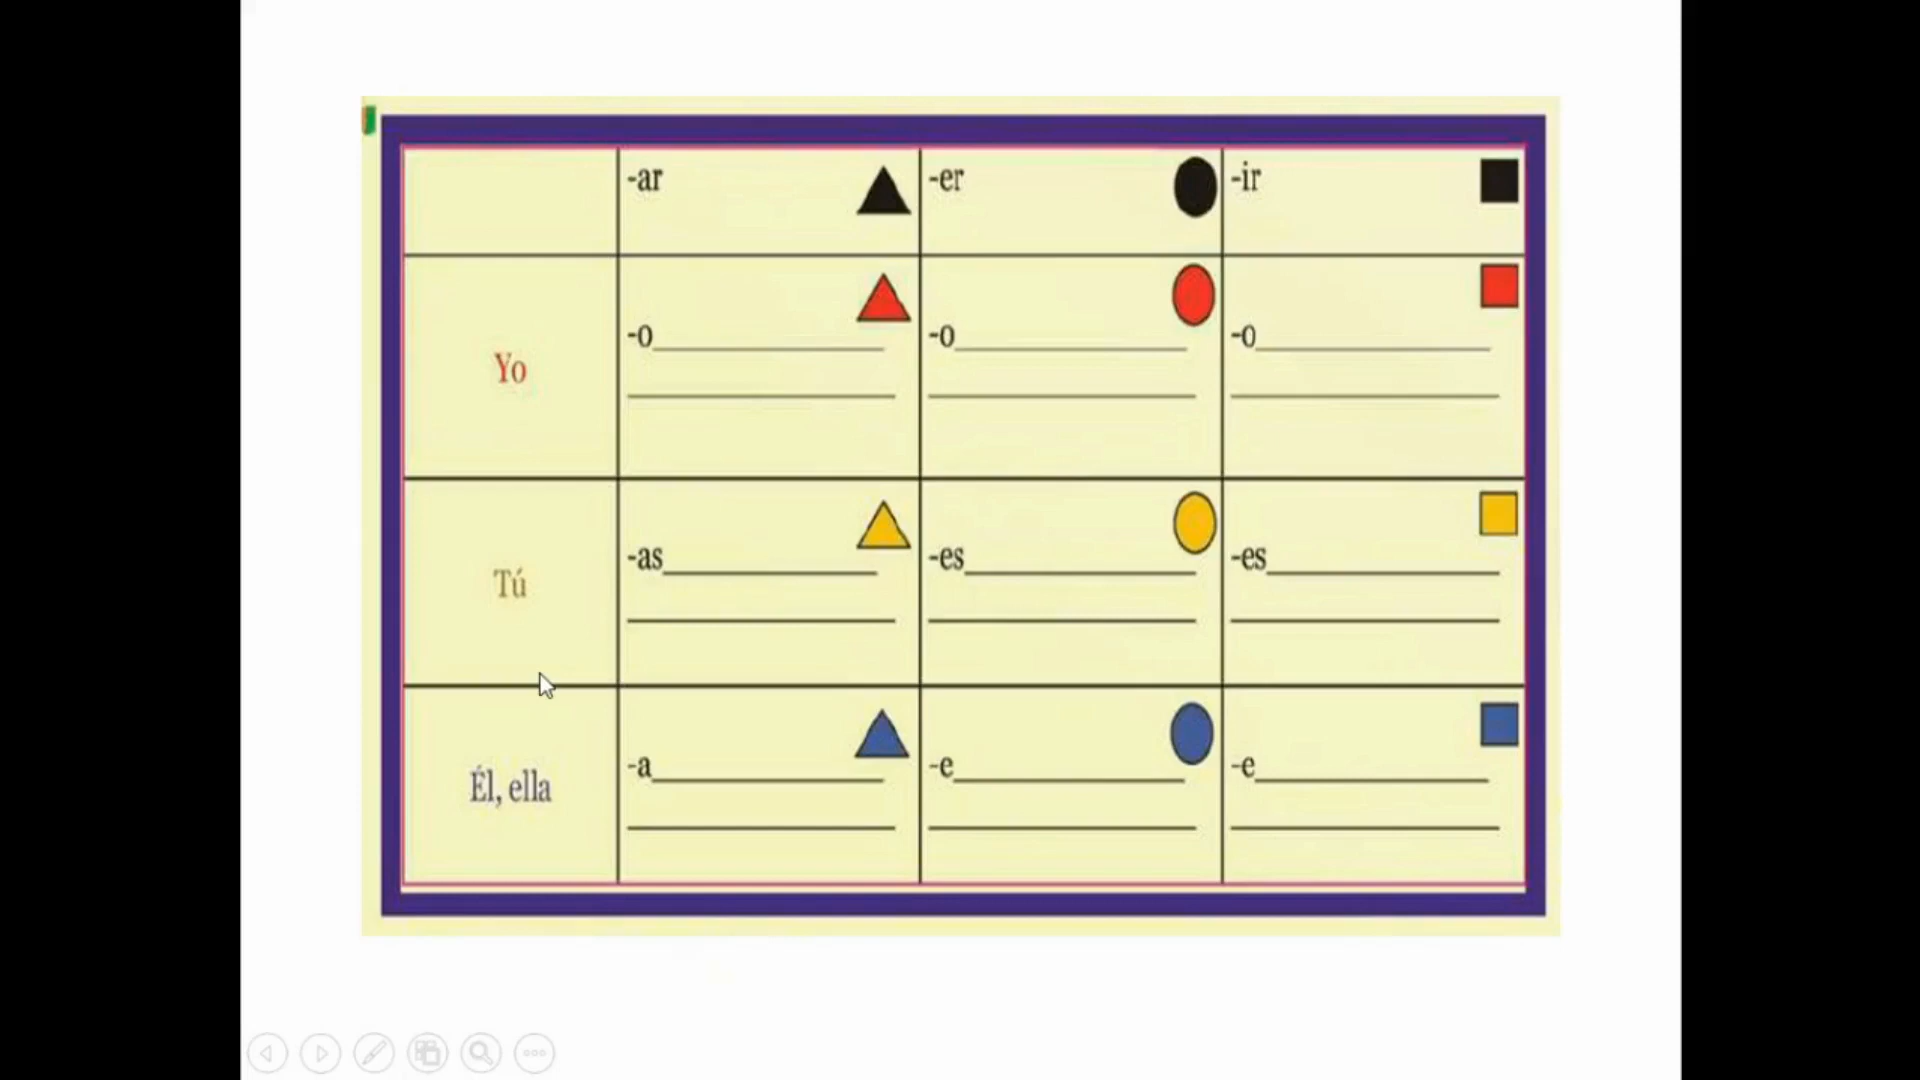 -ar -er -ir
Yo -o -o -o
Tú -as -es -es
Él, ella -a -e -e